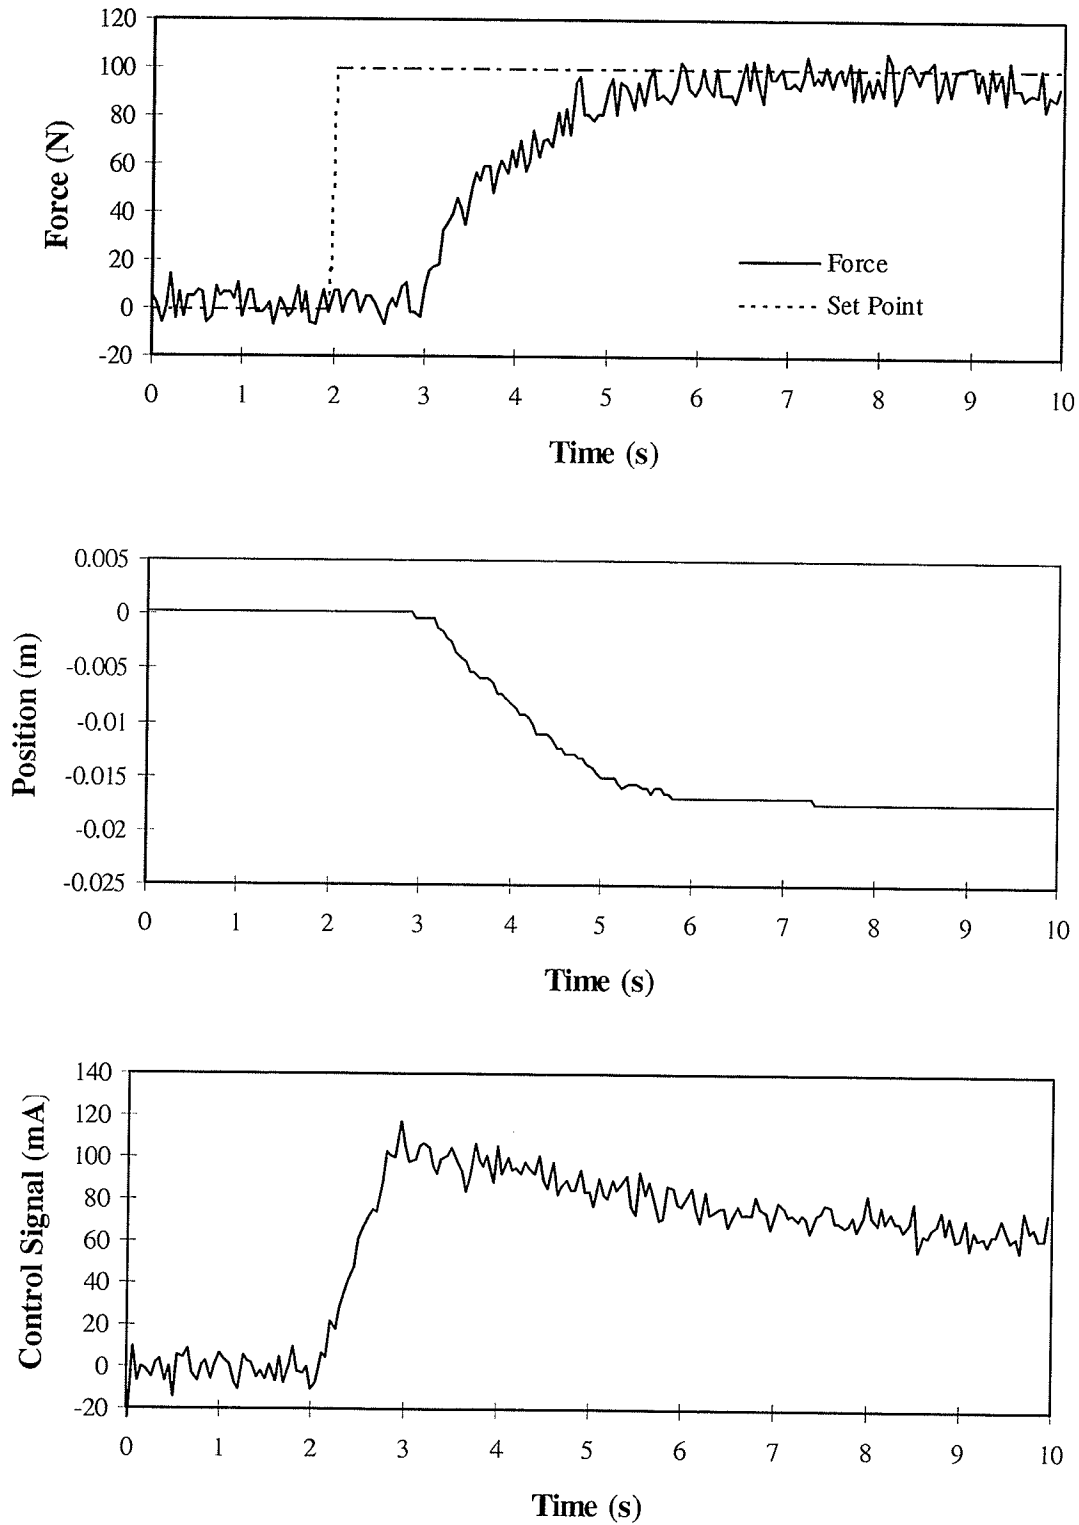 120
100
80
60
40
20
0
-20
Force (N)
Force
Set Point
0 1 2 3 4 5 6 7 8 9 10
Time (s)
0.005
0
-0.005
-0.01
-0.015
-0.02
-0.025
Position (m)
0 1 2 3 4 5 6 7 8 9 10
Time (s)
140
120
100
80
60
40
20
0
-20
Control Signal (mA)
0 1 2 3 4 5 6 7 8 9 10
Time (s)